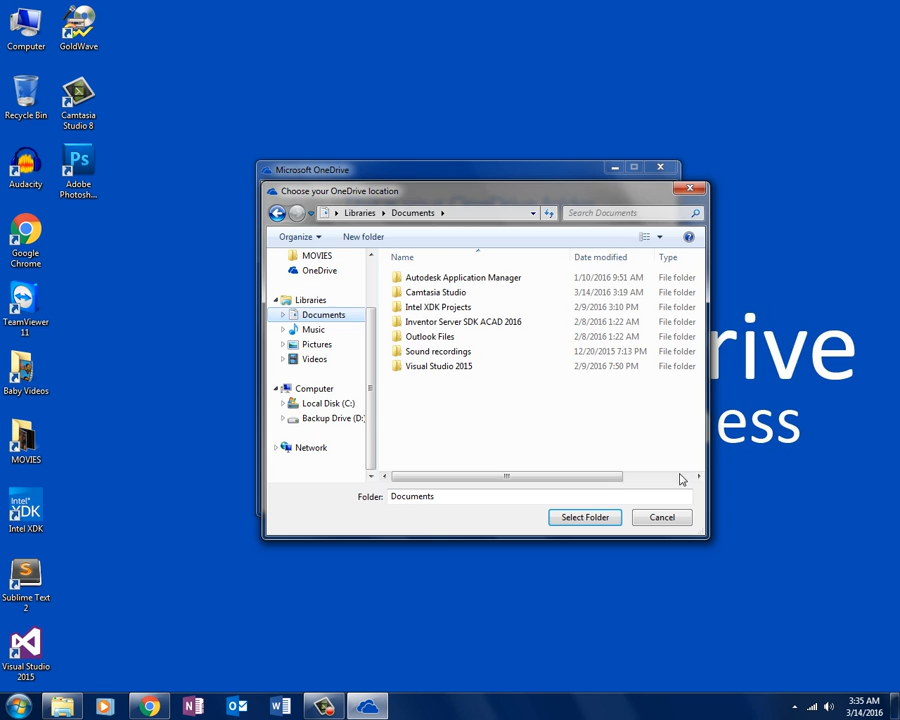 Computer
GoldWave
Recycle Bin
Camtasia
Studio 8
Audacity
Adobe
Photosh...
Google
Chrome
TeamViewer
11
Baby Videos
MOVIES
Intel XDK
Sublime Text
2
Visual Studio
2015
Microsoft OneDrive
Choose your OneDrive location
Libraries
Documents
Search Documents
Organize
New folder
MOVIES
OneDrive
Libraries
Documents
Music
Pictures
Videos
Computer
Local Disk (C:)
Backup Drive (D:)
Network
Name Date modified Type
Autodesk Application Manager 1/10/2016 9:51 AM File folder
Camtasia Studio 3/14/2016 3:19 AM File folder
Intel XDK Projects 2/9/2016 3:10 PM File folder
Inventor Server SDK ACAD 2016 2/8/2016 1:22 AM File folder
Outlook Files 2/8/2016 1:22 AM File folder
Sound recordings 12/20/2015 7:13 PM File folder
Visual Studio 2015 2/9/2016 7:50 PM File folder
Folder: Documents
Select Folder
Cancel
rive
ess
3:35 AM
3/14/2016